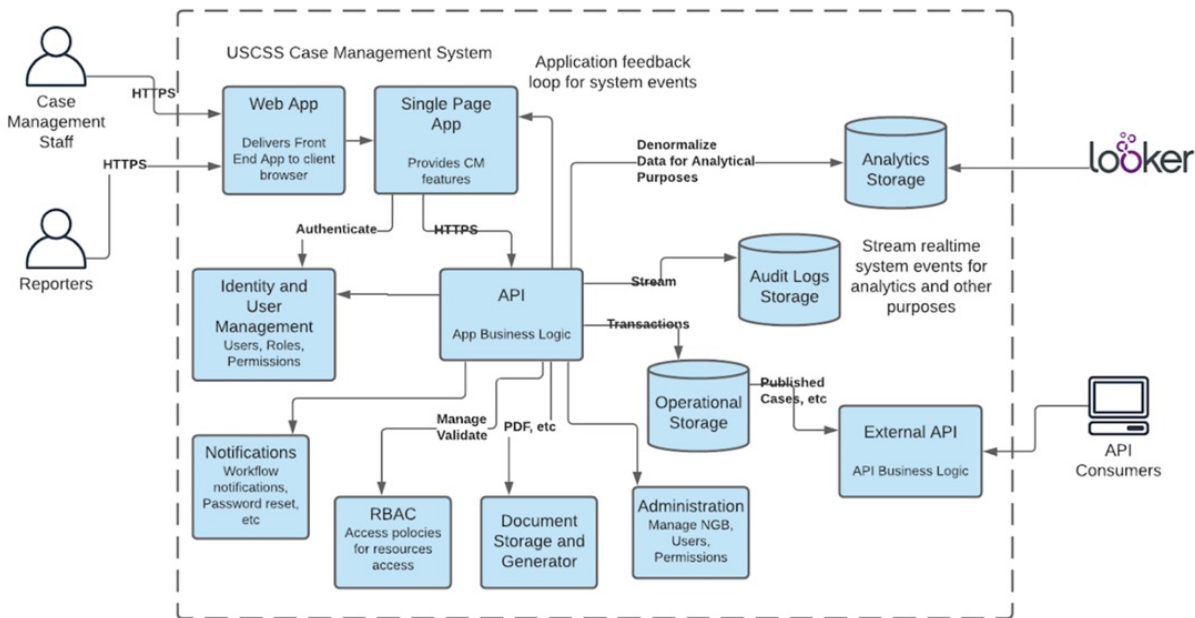 USCSS Case Management System
Application feedback
loop for system events
Case
Management
Staff
HTTPS
Web App
Delivers Front
End App to client
browser
Single Page
App
Provides CM
features
Denormalize
Data for Analytical
Purposes
Analytics
Storage
looker
HTTPS
Reporters
Authenticate
HTTPS
Identity and
User
Management
Users, Roles,
Permissions
API
App Business Logic
Stream
Audit Logs
Storage
Stream realtime
system events for
analytics and other
purposes
Transactions
Operational
Storage
Published
Cases, etc
External API
API Business Logic
API
Consumers
Notifications
Workflow
notifications,
Password reset,
etc
Manage
Validate
RBAC
Access polocies
for resources
access
PDF, etc
Document
Storage and
Generator
Administration
Manage NGB,
Users,
Permissions